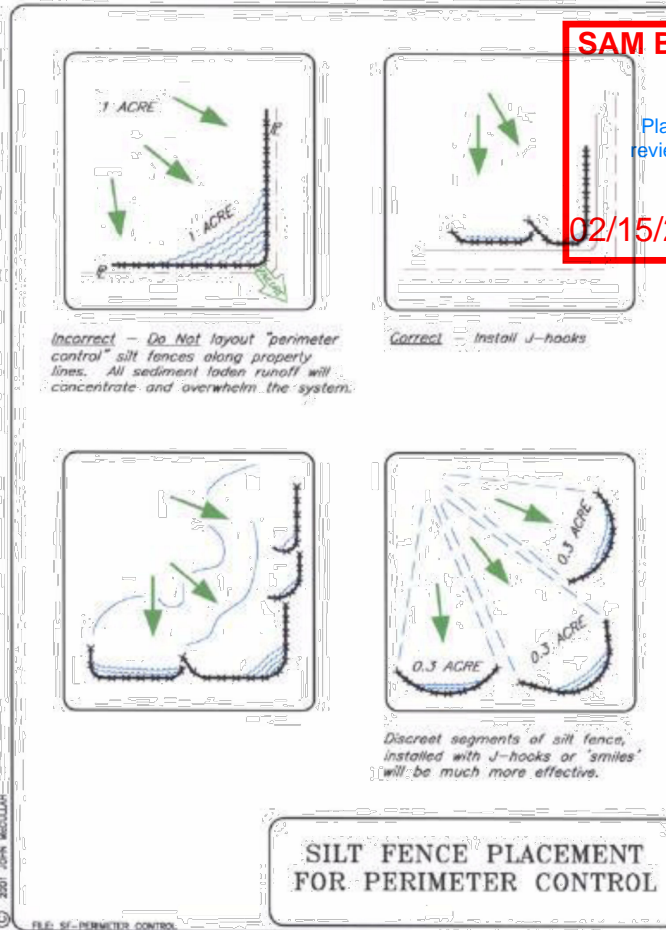 SAM B
Pla
revie
02/15/2
1 ACRE
1 ACRE
Incorrect – Do Not layout "perimeter
control" silt fences along property
lines. All sediment laden runoff will
concentrate and overwhelm the system.
Correct – Install J-hooks
0.3 ACRE
0.3 ACRE
0.3 ACRE
Discreet segments of silt fence,
installed with J-hooks or 'smiles'
will be much more effective.
SILT FENCE PLACEMENT
FOR PERIMETER CONTROL
© 2001 JOHN McCULLAH
FILE: SF-PERIMETER CONTROL